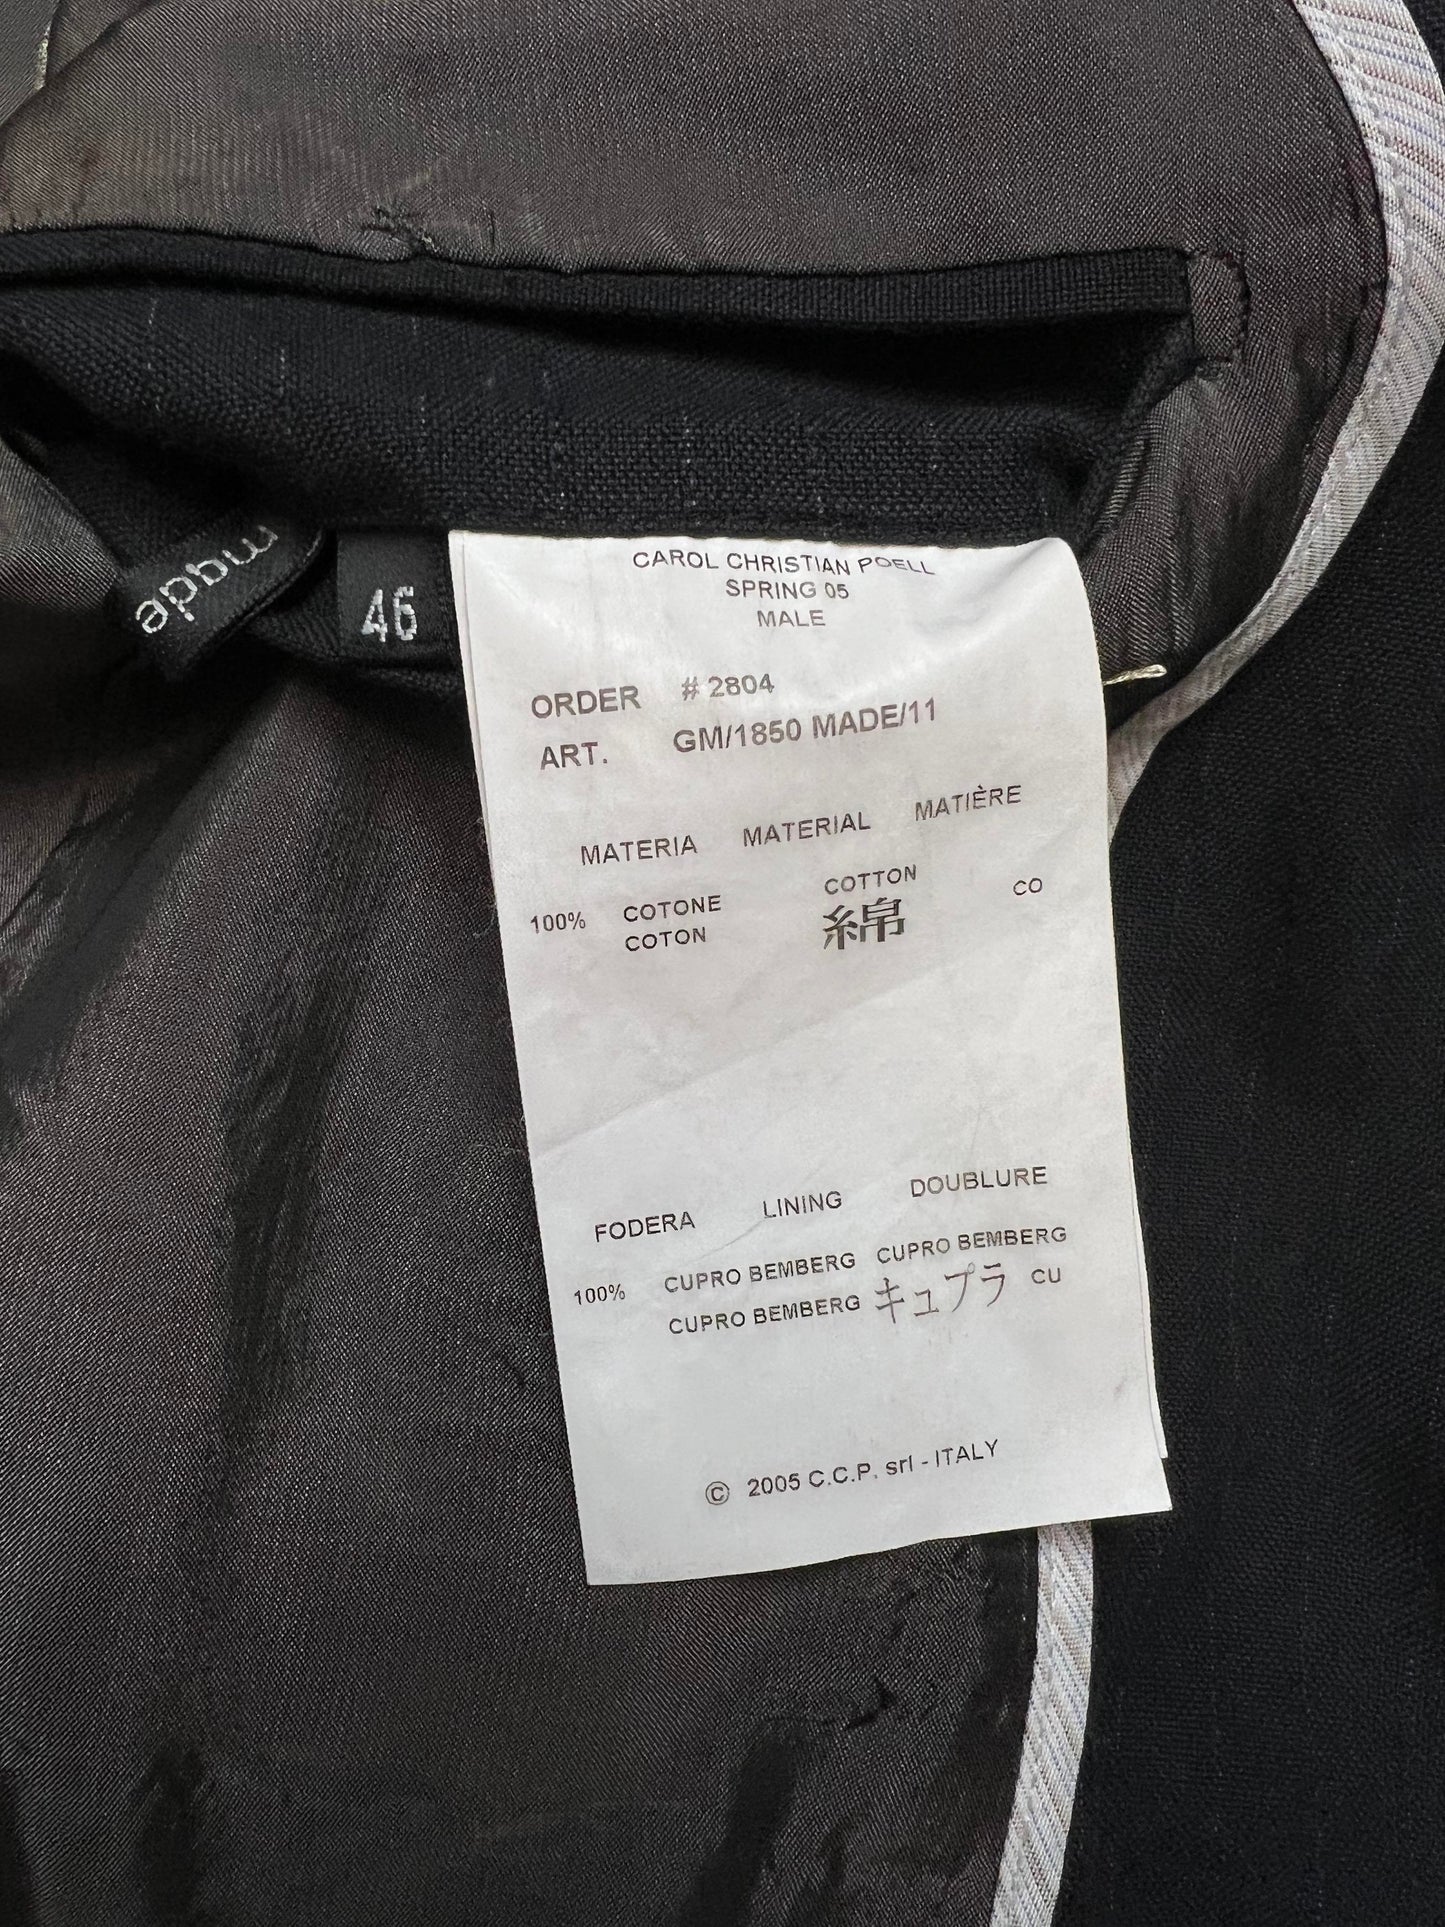 made
46
CAROL CHRISTIAN POELL
SPRING 05
MALE
ORDER # 2804
ART. GM/1850 MADE/11
MATERIA MATERIAL MATIÈRE
100% COTONE COTTON CO
COTON 綿
FODERA LINING DOUBLURE
100% CUPRO BEMBERG CUPRO BEMBERG
CUPRO BEMBERG キュプラ CU
© 2005 C.C.P. srl - ITALY